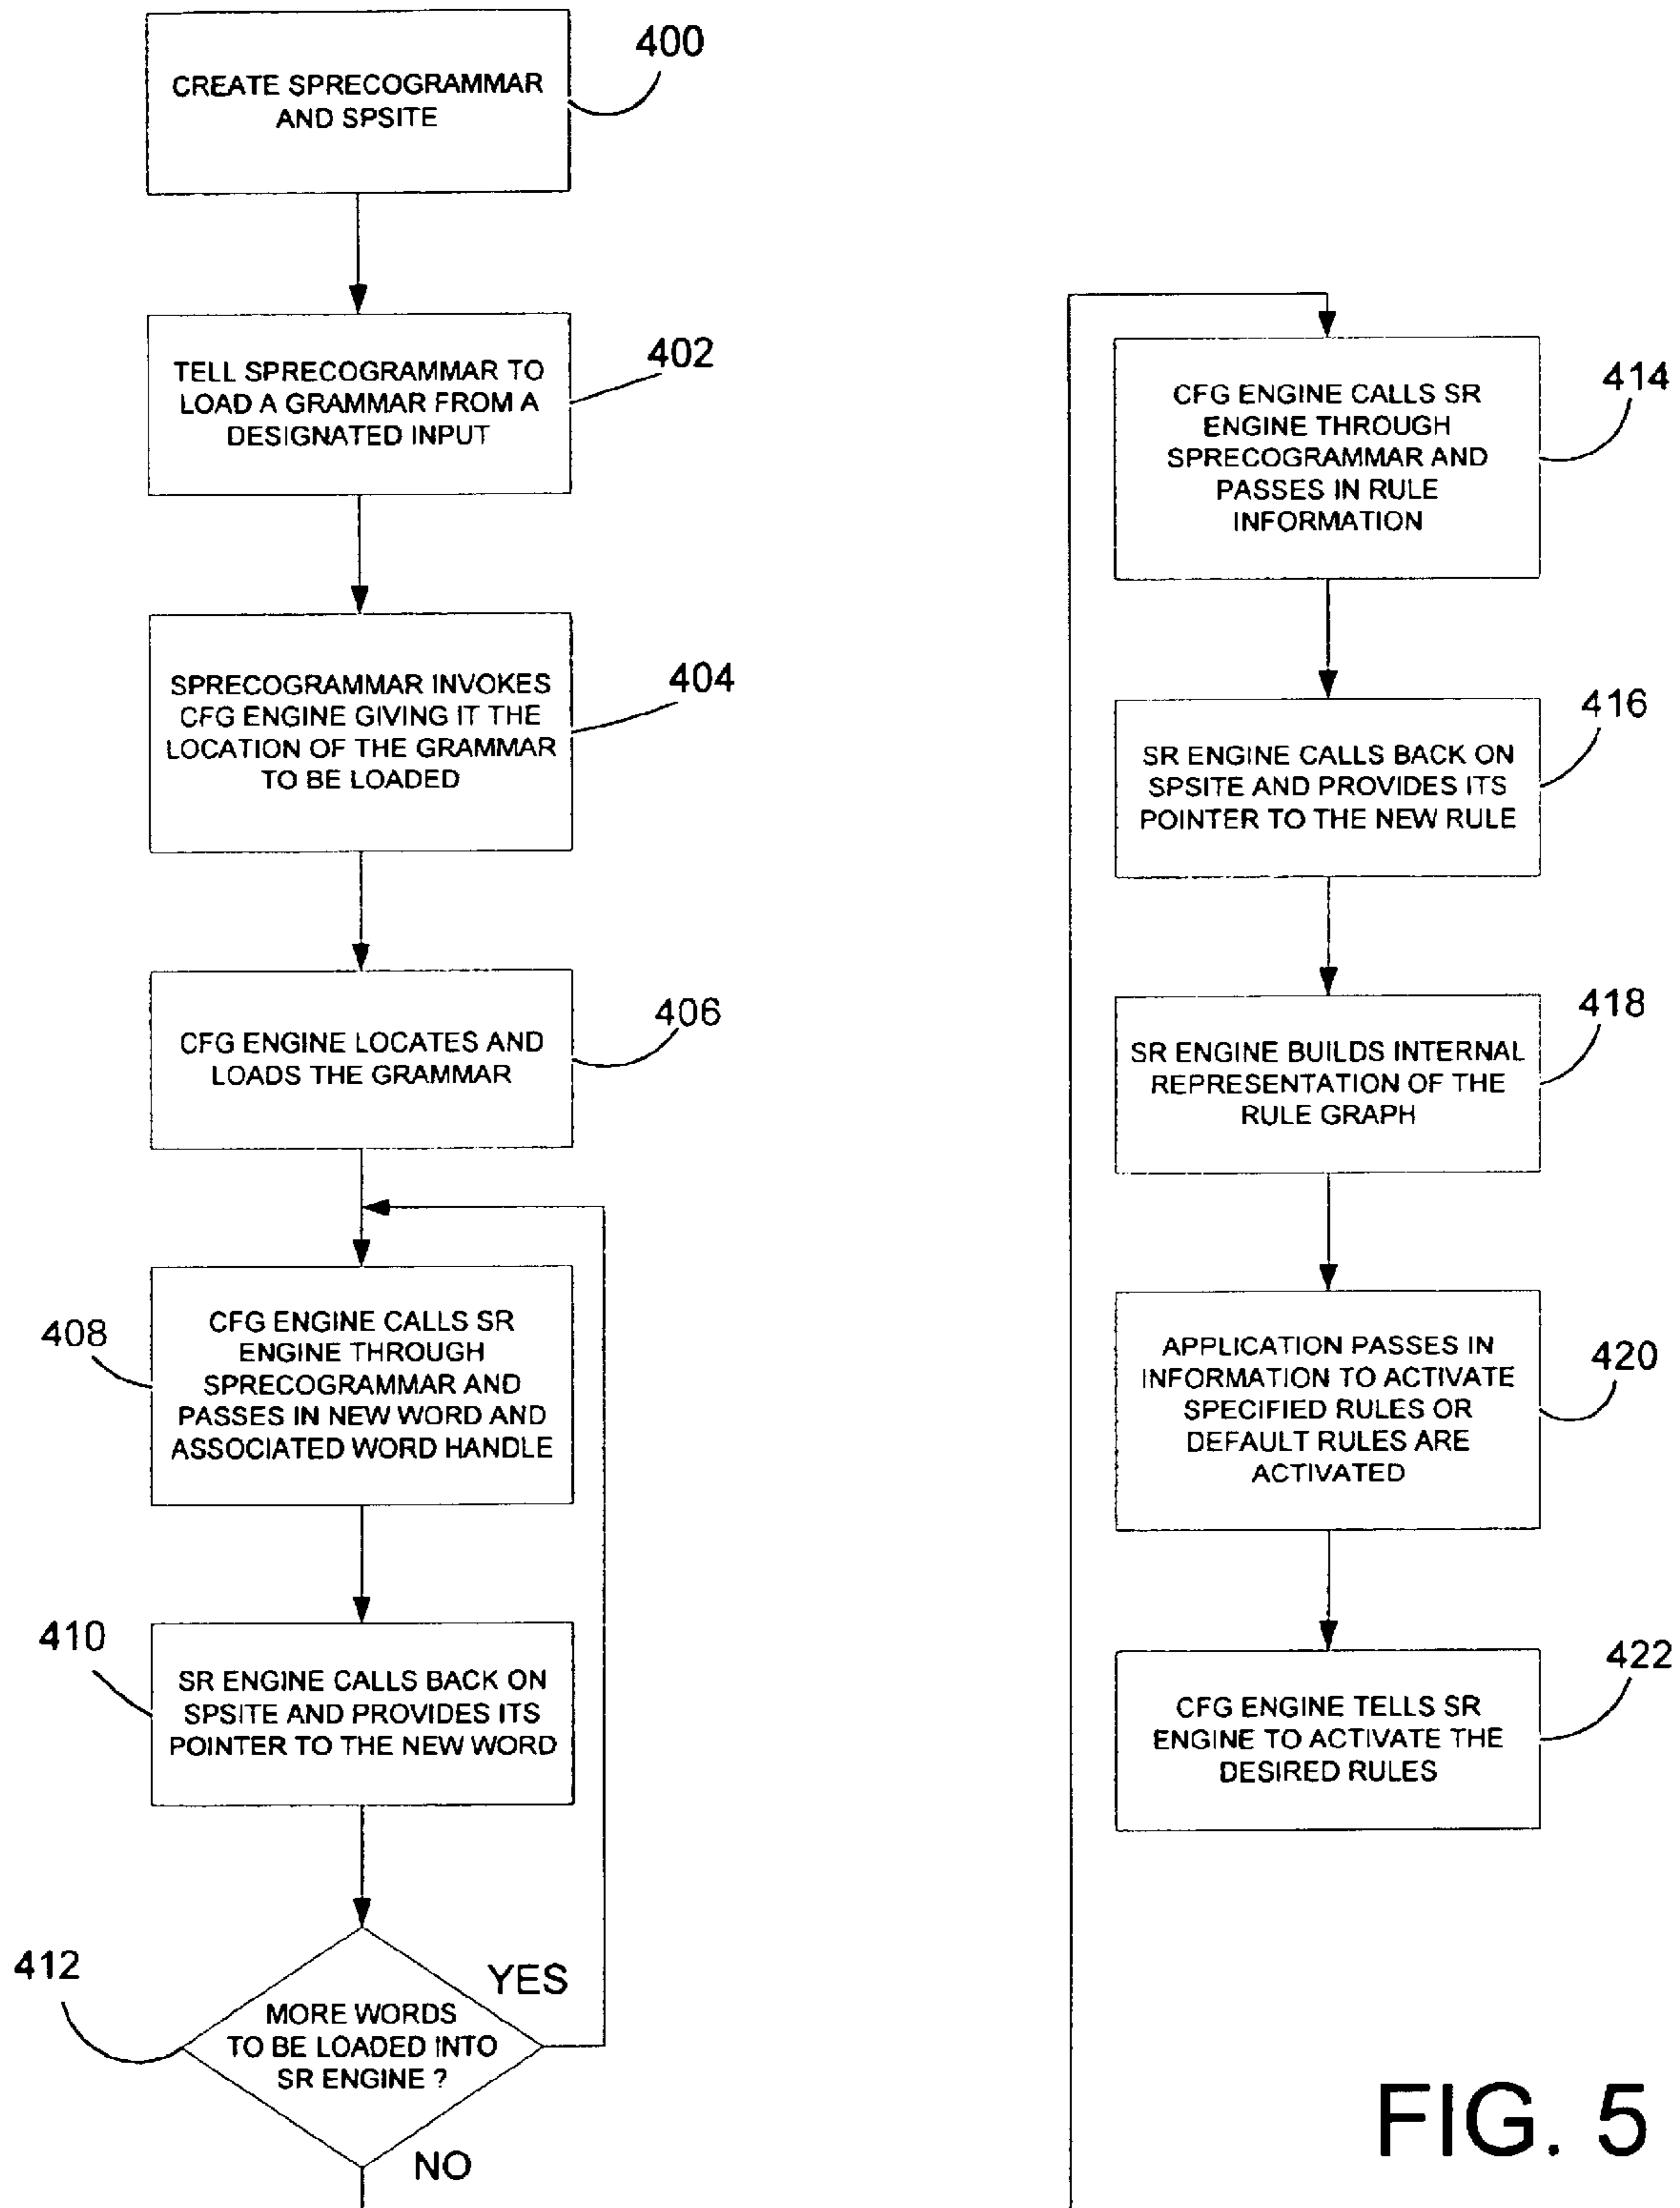 CREATE SPRECOGRAMMAR
AND SPSITE
400
TELL SPRECOGRAMMAR TO
LOAD A GRAMMAR FROM A
DESIGNATED INPUT
402
SPRECOGRAMMAR INVOKES
CFG ENGINE GIVING IT THE
LOCATION OF THE GRAMMAR
TO BE LOADED
404
CFG ENGINE LOCATES AND
LOADS THE GRAMMAR
406
408
CFG ENGINE CALLS SR
ENGINE THROUGH
SPRECOGRAMMAR AND
PASSES IN NEW WORD AND
ASSOCIATED WORD HANDLE
410
SR ENGINE CALLS BACK ON
SPSITE AND PROVIDES ITS
POINTER TO THE NEW WORD
412
MORE WORDS
TO BE LOADED INTO
SR ENGINE ?
YES
NO
CFG ENGINE CALLS SR
ENGINE THROUGH
SPRECOGRAMMAR AND
PASSES IN RULE
INFORMATION
414
SR ENGINE CALLS BACK ON
SPSITE AND PROVIDES ITS
POINTER TO THE NEW RULE
416
SR ENGINE BUILDS INTERNAL
REPRESENTATION OF THE
RULE GRAPH
418
APPLICATION PASSES IN
INFORMATION TO ACTIVATE
SPECIFIED RULES OR
DEFAULT RULES ARE
ACTIVATED
420
CFG ENGINE TELLS SR
ENGINE TO ACTIVATE THE
DESIRED RULES
422
FIG. 5